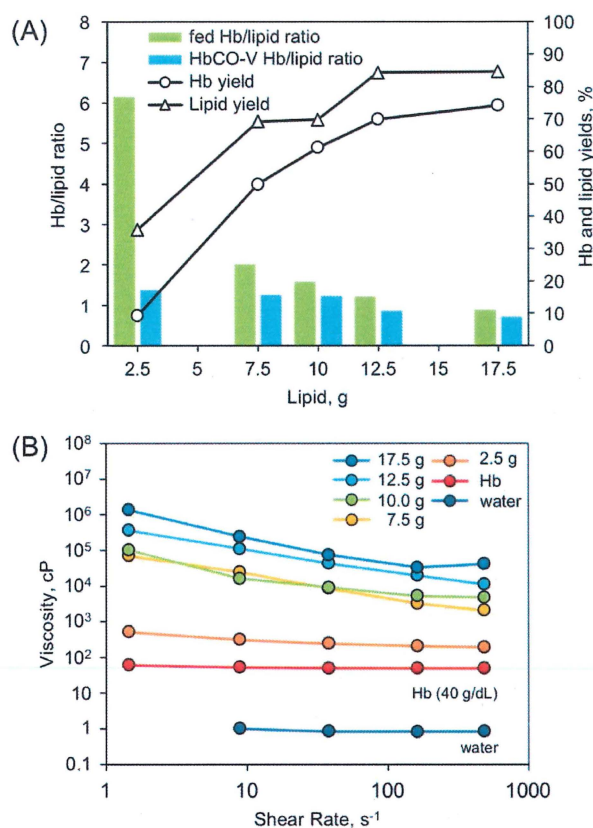 (A)
fed Hb/lipid ratio
HbCO-V Hb/lipid ratio
Hb yield
Lipid yield
Hb/lipid ratio
8
7
6
5
4
3
2
1
0
Hb and lipid yields, %
100
90
80
70
60
50
40
30
20
10
0
2.5 5 7.5 10 12.5 15 17.5
Lipid, g
(B)
Viscosity, cP
10⁸
10⁷
10⁶
10⁵
10⁴
10³
10²
10
1
0.1
17.5 g
12.5 g
10.0 g
7.5 g
2.5 g
Hb
water
Hb (40 g/dL)
water
1 10 100 1000
Shear Rate, s⁻¹